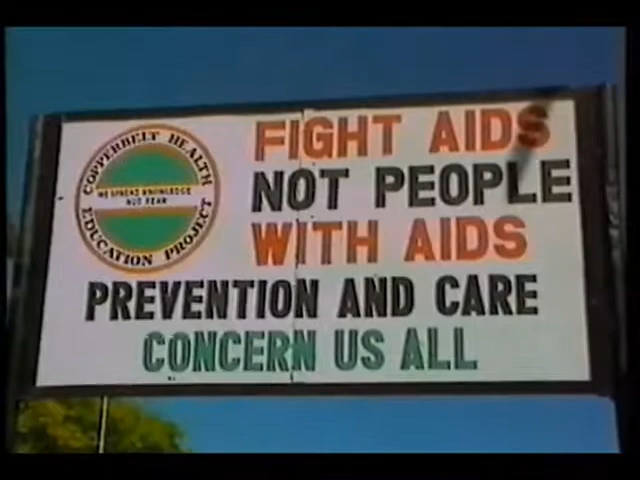 COPPERBELT HEALTH
WE SPREAD KNOWLEDGE
NOT FEAR
EDUCATION PROJECT
FIGHT AIDS
NOT PEOPLE
WITH AIDS
PREVENTION AND CARE
CONCERN US ALL